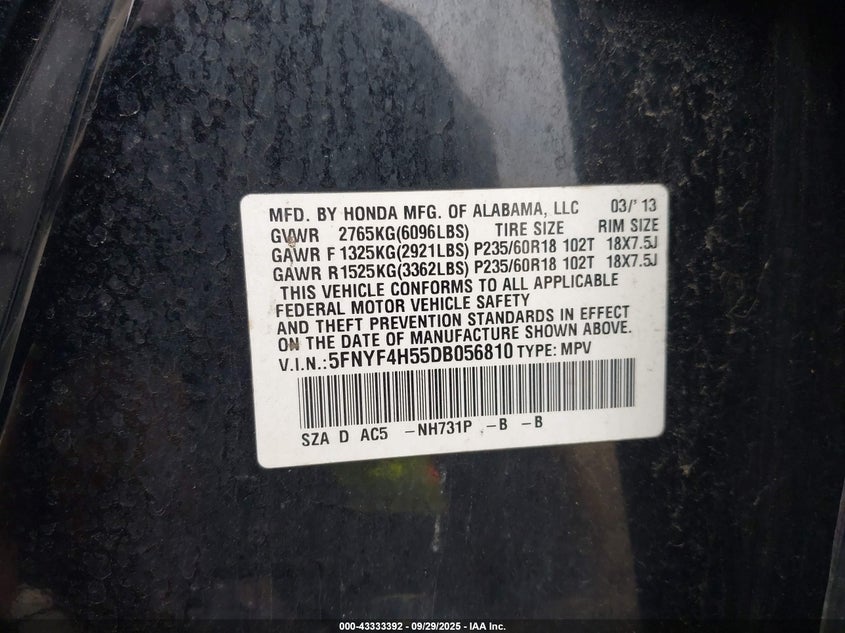 MFD. BY HONDA MFG. OF ALABAMA, LLC 03/'13
GVWR 2765KG(6096LBS) TIRE SIZE RIM SIZE
GAWR F 1325KG(2921LBS) P235/60R18 102T 18X7.5J
GAWR R1525KG(3362LBS) P235/60R18 102T 18X7.5J
THIS VEHICLE CONFORMS TO ALL APPLICABLE
FEDERAL MOTOR VEHICLE SAFETY
AND THEFT PREVENTION STANDARDS IN EFFECT
ON THE DATE OF MANUFACTURE SHOWN ABOVE.
V.I.N.:5FNYF4H55DB056810 TYPE: MPV
SZA D AC5 -NH731P -B -B
000-43333392 - 09/29/2025 - IAA Inc.